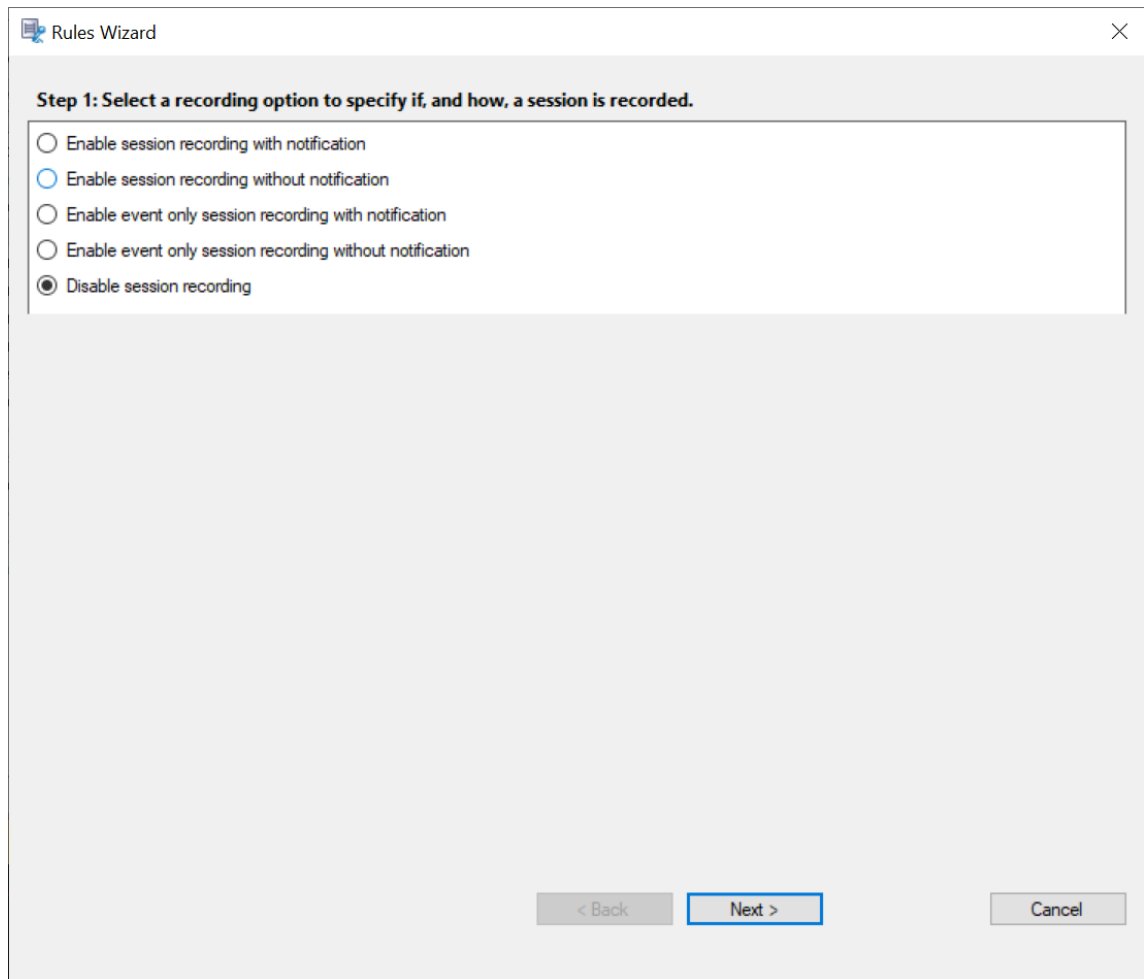 Rules Wizard
Step 1: Select a recording option to specify if, and how, a session is recorded.
Enable session recording with notification
Enable session recording without notification
Enable event only session recording with notification
Enable event only session recording without notification
Disable session recording
< Back
Next >
Cancel